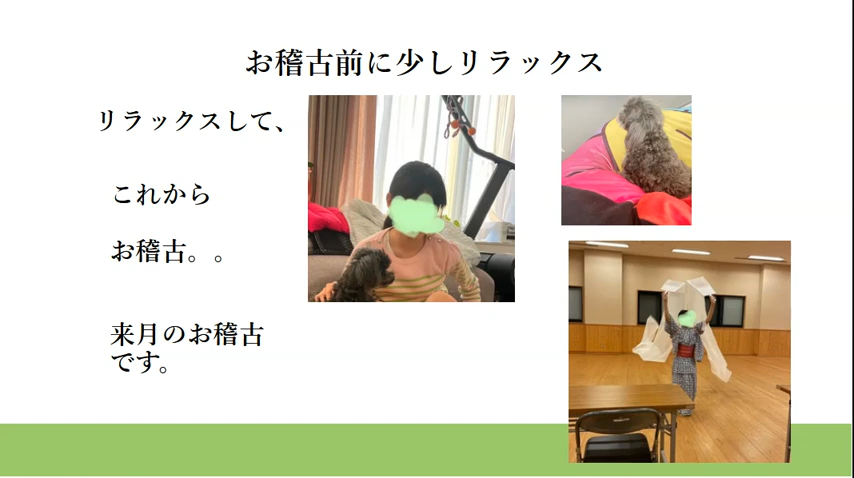 お稽古前に少しリラックス
リラックスして、
これから
お稽古。。
来月のお稽古
です。